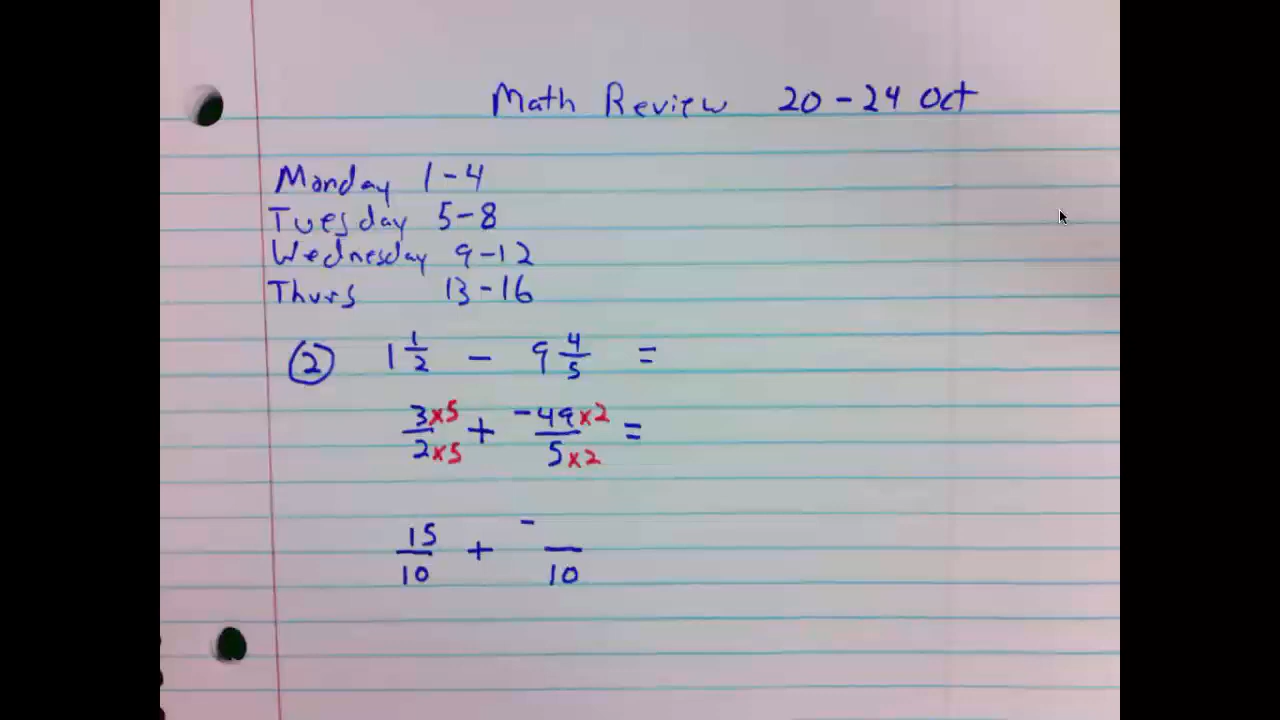 Math Review 20 - 24 Oct
Monday 1 - 4
Tuesday 5 - 8
Wednesday 9 - 12
Thurs 13 - 16
② 1 1/2 - 9 4/5 =
3x5/2x5 + -49x2/5x2 =
15/10 + - /10